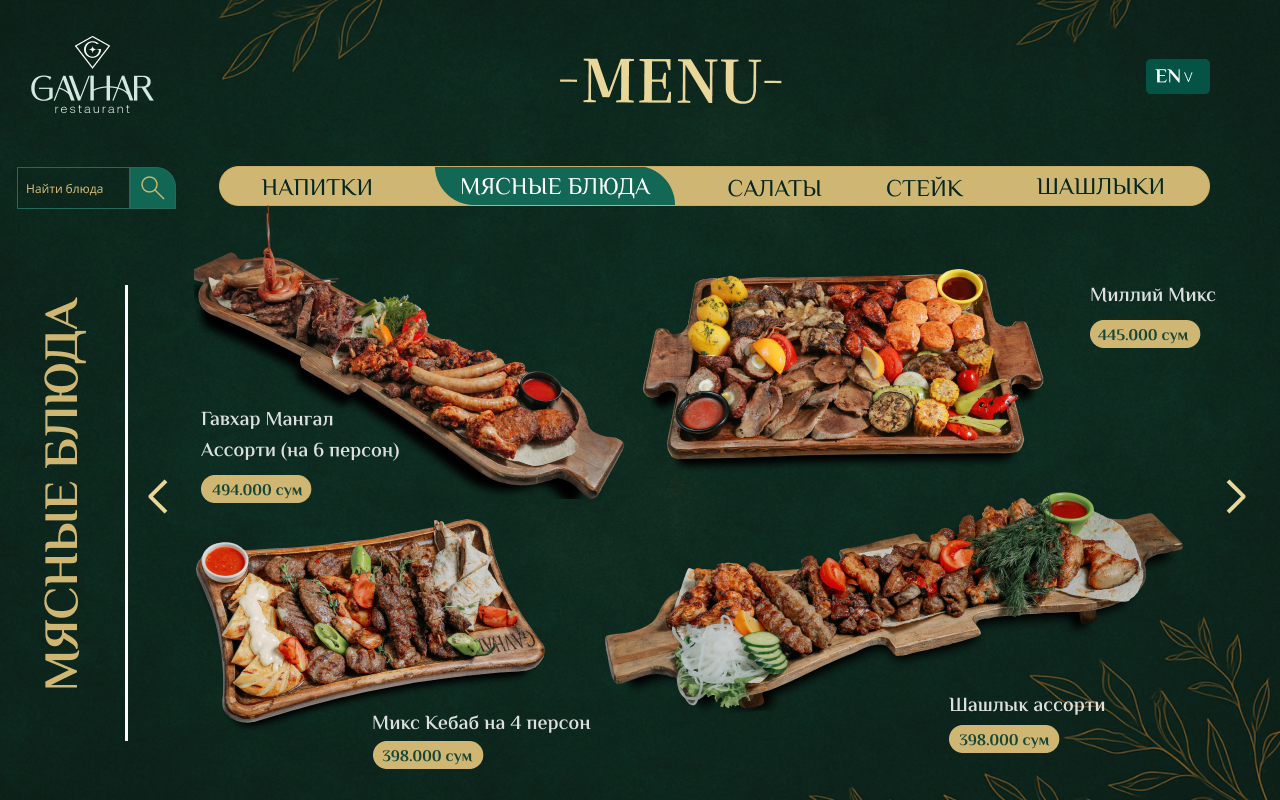 GAVHAR
restaurant
-MENU-
EN
Найти блюда
НАПИТКИ
МЯСНЫЕ БЛЮДА
САЛАТЫ
СТЕЙК
ШАШЛЫКИ
МЯСНЫЕ БЛЮДА
Гавхар Мангал
Ассорти (на 6 персон)
494.000 сум
Миллий Микс
445.000 сум
GAVHAR
Микс Кебаб на 4 персон
398.000 сум
Шашлык ассорти
398.000 сум